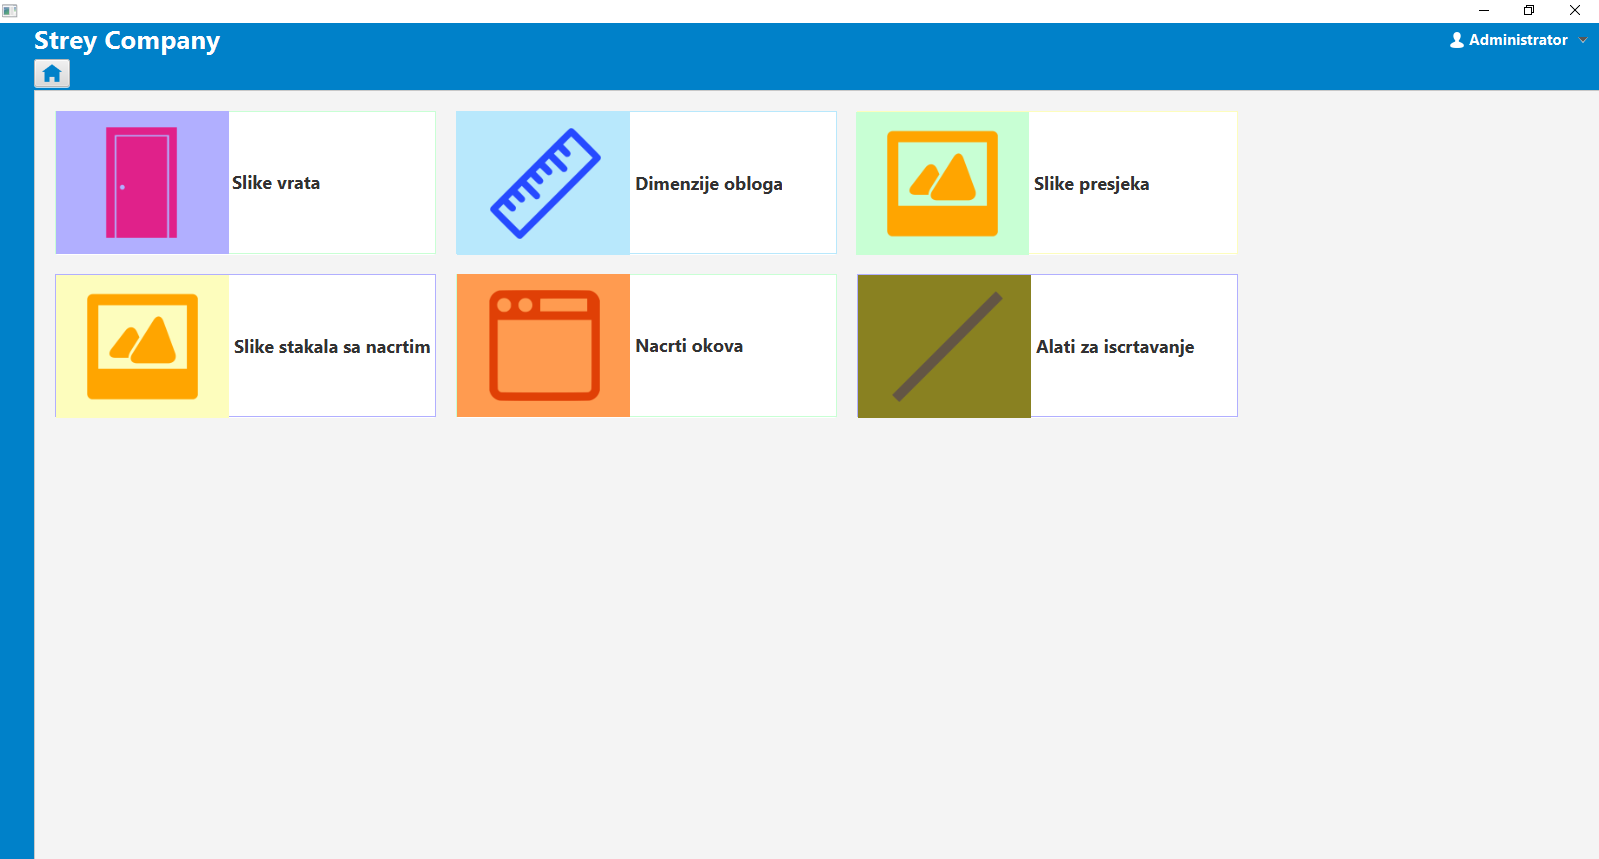 Strey Company
Administrator
Slike vrata
Dimenzije obloga
Slike presjeka
Slike stakala sa nacrtim
Nacrti okova
Alati za iscrtavanje